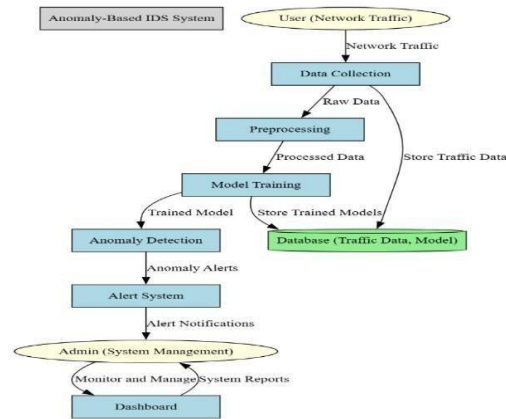 Anomaly-Based IDS System
User (Network Traffic)
Network Traffic
Data Collection
Raw Data
Preprocessing
Store Traffic Data
Processed Data
Model Training
Trained Model
Store Trained Models
Anomaly Detection
Database (Traffic Data, Model)
Anomaly Alerts
Alert System
Alert Notifications
Admin (System Management)
Monitor and Manage
System Reports
Dashboard